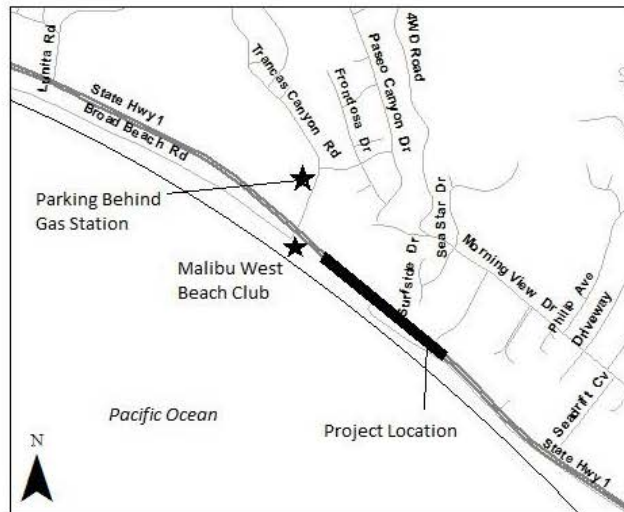 Lunita Rd
State Hwy 1
Broad Beach Rd
Trancas Canyon Rd
Frondosa Dr
Paseo Canyon Dr
4WD Road
Parking Behind
Gas Station
Malibu West
Beach Club
Surfside Dr
Sea Star Dr
Morning View Dr
Philip Ave
Driveway
Seadrift Cv
Pacific Ocean
Project Location
State Hwy 1
N